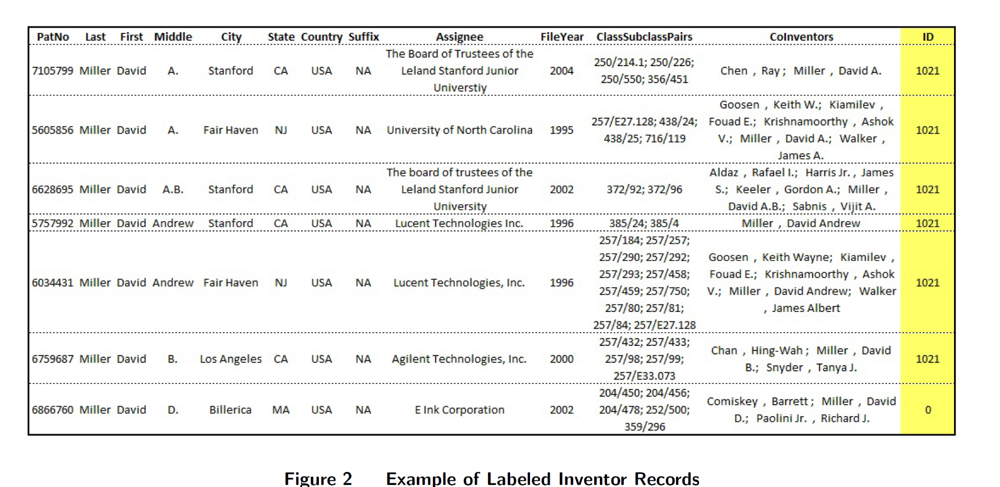 PatNo Last First Middle City State Country Suffix Assignee FileYear ClassSubclassPairs CoInventors ID
7105799 Miller David A. Stanford CA USA NA The Board of Trustees of the Leland Stanford Junior Universtiy 2004 250/214.1; 250/226; 250/550; 356/451 Chen , Ray ; Miller , David A. 1021
5605856 Miller David A. Fair Haven NJ USA NA University of North Carolina 1995 257/E27.128; 438/24; 438/25; 716/119 Goosen , Keith W.; Kiamilev , Fouad E.; Krishnamoorthy , Ashok V.; Miller , David A.; Walker , James A. 1021
6628695 Miller David A.B. Stanford CA USA NA The board of trustees of the Leland Stanford Junior University 2002 372/92; 372/96 Aldaz , Rafael I.; Harris Jr. , James S.; Keeler , Gordon A.; Miller , David A.B.; Sabnis , Vijit A. 1021
5757992 Miller David Andrew Stanford CA USA NA Lucent Technologies Inc. 1996 385/24; 385/4 Miller , David Andrew 1021
6034431 Miller David Andrew Fair Haven NJ USA NA Lucent Technologies, Inc. 1996 257/184; 257/257; 257/290; 257/292; 257/293; 257/458; 257/459; 257/750; 257/80; 257/81; 257/84; 257/E27.128 Goosen , Keith Wayne; Kiamilev , Fouad E.; Krishnamoorthy , Ashok V.; Miller , David Andrew; Walker , James Albert 1021
6759687 Miller David B. Los Angeles CA USA NA Agilent Technologies, Inc. 2000 257/432; 257/433; 257/98; 257/99; 257/E33.073 Chan , Hing-Wah ; Miller , David B.; Snyder , Tanya J. 1021
6866760 Miller David D. Billerica MA USA NA E Ink Corporation 2002 204/450; 204/456; 204/478; 252/500; 359/296 Comiskey , Barrett ; Miller , David D.; Paolini Jr. , Richard J. 0
Figure 2 Example of Labeled Inventor Records